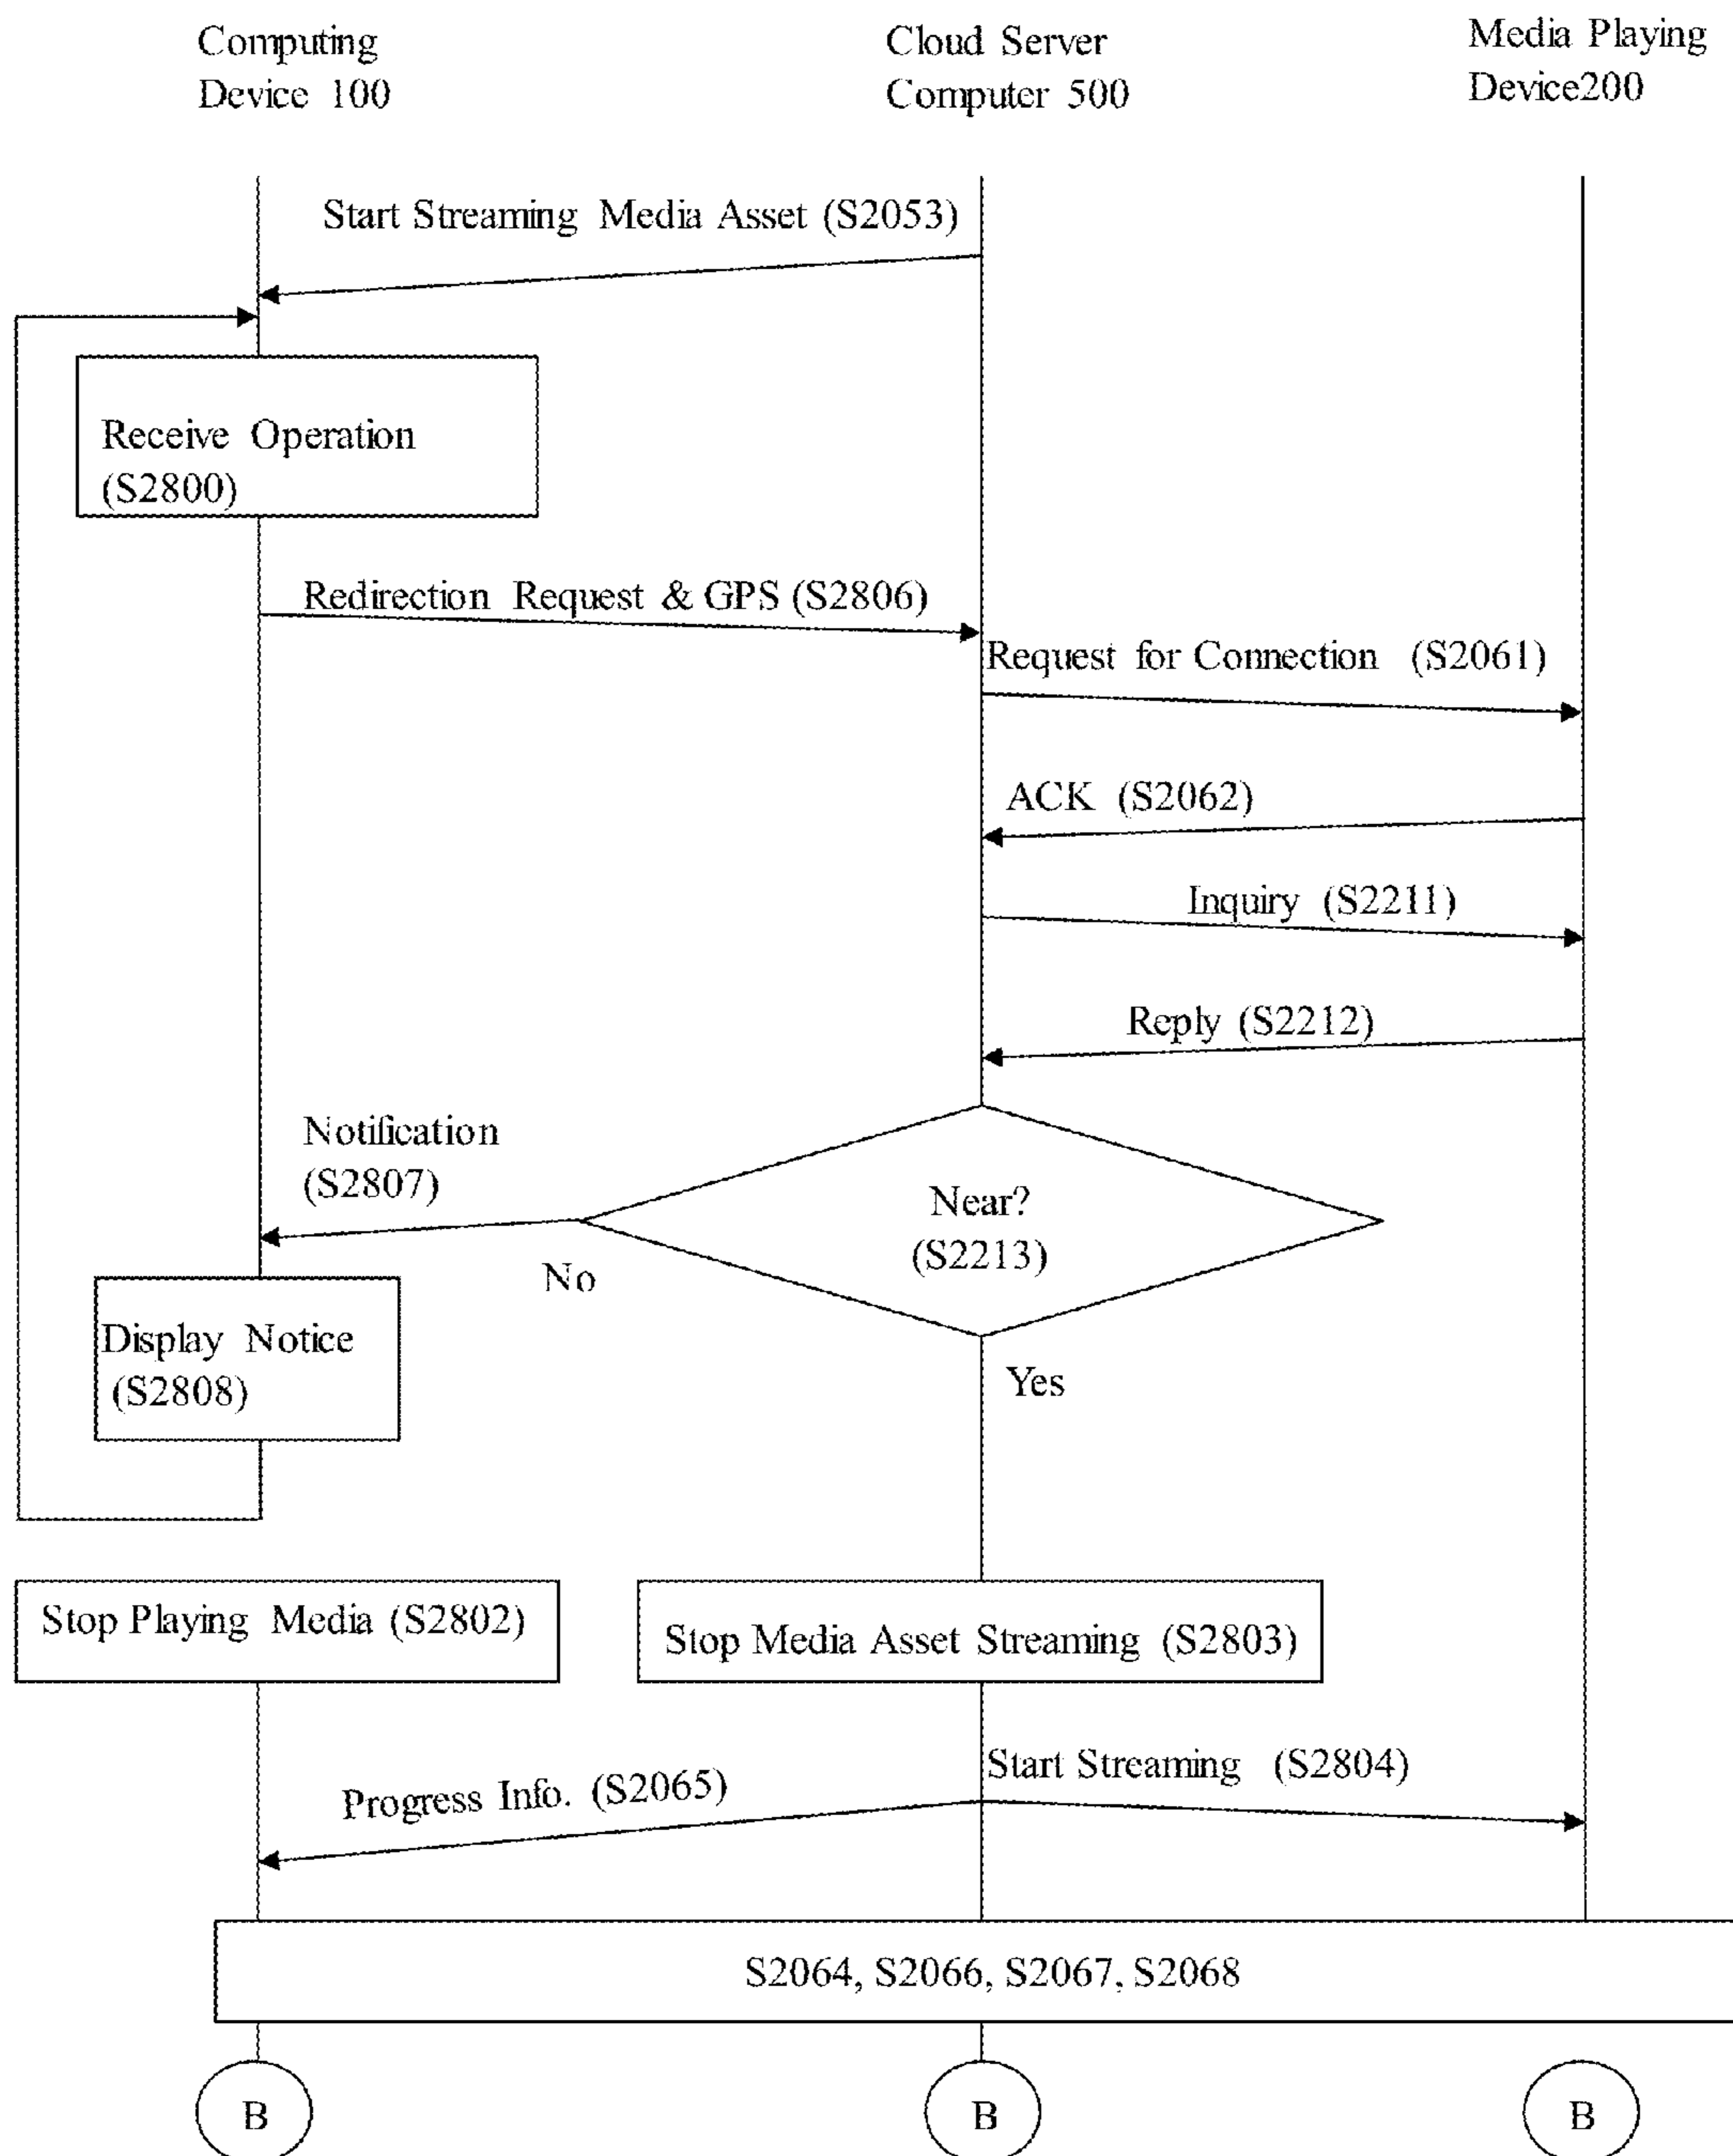 Computing
Device 100
Cloud Server
Computer 500
Media Playing
Device200
Start Streaming Media Asset (S2053)
Receive Operation
(S2800)
Redirection Request & GPS (S2806)
Request for Connection (S2061)
ACK (S2062)
Inquiry (S2211)
Reply (S2212)
Notification
(S2807)
Near?
(S2213)
No
Display Notice
(S2808)
Yes
Stop Playing Media (S2802)
Stop Media Asset Streaming (S2803)
Start Streaming (S2804)
Progress Info. (S2065)
S2064, S2066, S2067, S2068
B
B
B